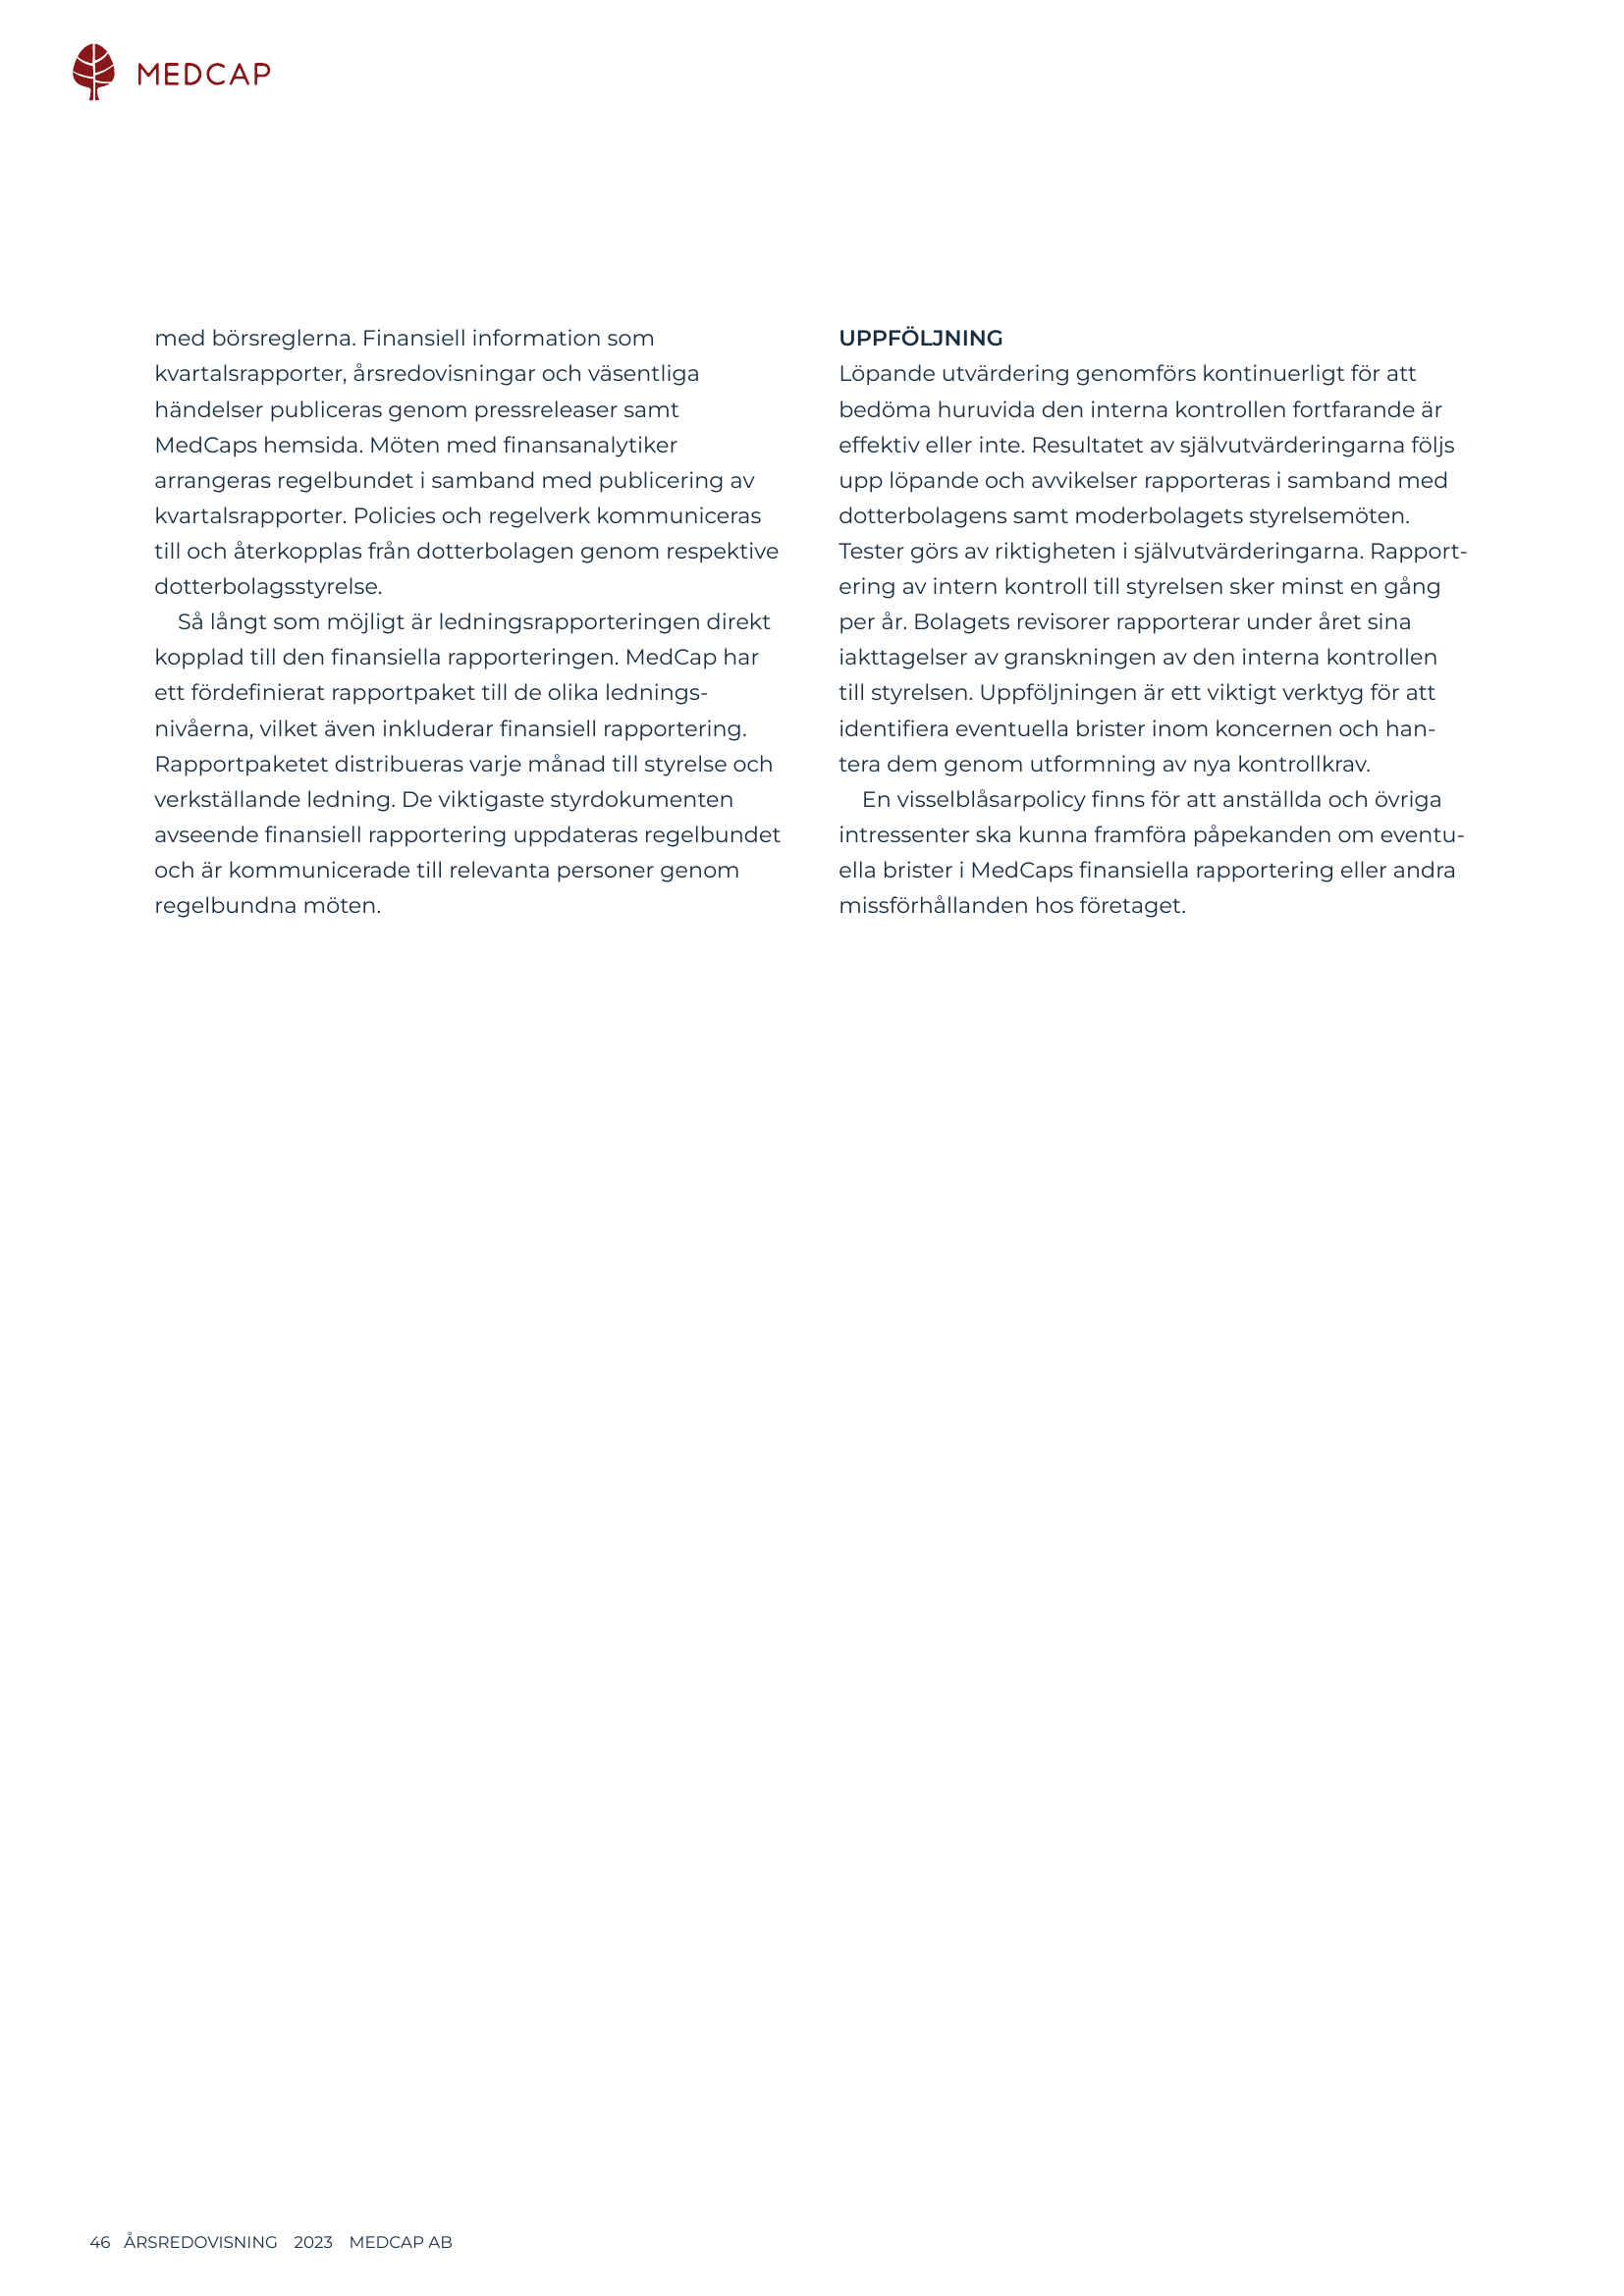 MEDCAP
med börsreglerna. Finansiell information som
kvartalsrapporter, årsredovisningar och väsentliga
händelser publiceras genom pressreleaser samt
MedCaps hemsida. Möten med finansanalytiker
arrangeras regelbundet i samband med publicering av
kvartalsrapporter. Policies och regelverk kommuniceras
till och återkopplas från dotterbolagen genom respektive
dotterbolagsstyrelse.
Så långt som möjligt är ledningsrapporteringen direkt
kopplad till den finansiella rapporteringen. MedCap har
ett fördefinierat rapportpaket till de olika lednings-
nivåerna, vilket även inkluderar finansiell rapportering.
Rapportpaketet distribueras varje månad till styrelse och
verkställande ledning. De viktigaste styrdokumenten
avseende finansiell rapportering uppdateras regelbundet
och är kommunicerade till relevanta personer genom
regelbundna möten.
UPPFÖLJNING
Löpande utvärdering genomförs kontinuerligt för att
bedöma huruvida den interna kontrollen fortfarande är
effektiv eller inte. Resultatet av självutvärderingarna följs
upp löpande och avvikelser rapporteras i samband med
dotterbolagens samt moderbolagets styrelsemöten.
Tester görs av riktigheten i självutvärderingarna. Rapport-
ering av intern kontroll till styrelsen sker minst en gång
per år. Bolagets revisorer rapporterar under året sina
iakttagelser av granskningen av den interna kontrollen
till styrelsen. Uppföljningen är ett viktigt verktyg för att
identifiera eventuella brister inom koncernen och han-
tera dem genom utformning av nya kontrollkrav.
En visselblåsarpolicy finns för att anställda och övriga
intressenter ska kunna framföra påpekanden om eventu-
ella brister i MedCaps finansiella rapportering eller andra
missförhållanden hos företaget.
46 ÅRSREDOVISNING 2023 MEDCAP AB